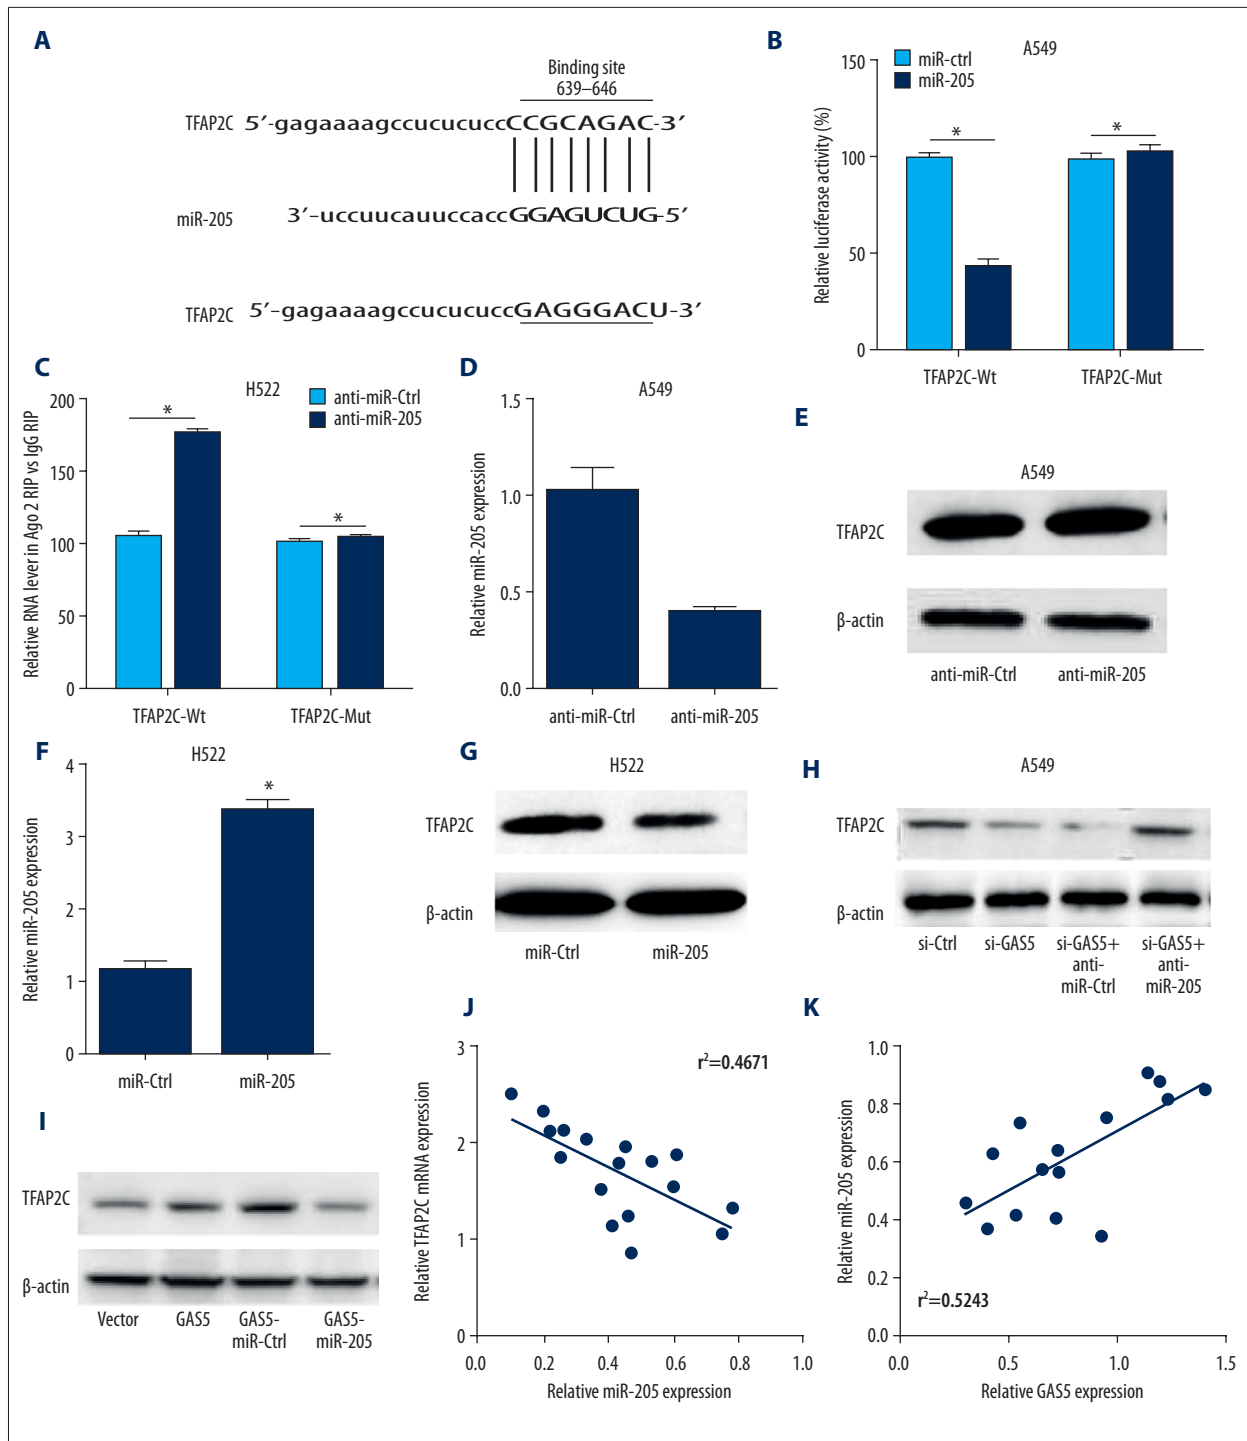 A
Binding site
639–646
TFAP2C 5′-gagaaaagccucucuccCCGCAGAC-3′
miR-205 3′-uccuucauuccaccGGAGUCUG-5′
TFAP2C 5′-gagaaaagccucucuccGAGGGACU-3′
B
A549
miR-ctrl
miR-205
Relative luciferase activity (%)
150
100
50
0
*
*
TFAP2C-Wt TFAP2C-Mut
C
H522
anti-miR-Ctrl
anti-miR-205
Relative RNA lever in Ago 2 RIP vs IgG RIP
200
150
100
50
0
*
*
TFAP2C-Wt TFAP2C-Mut
D
A549
Relative miR-205 expression
1.5
1.0
0.5
0.0
anti-miR-Ctrl anti-miR-205
E
A549
TFAP2C
β-actin
anti-miR-Ctrl anti-miR-205
F
H522
Relative miR-205 expression
4
3
2
1
0
*
miR-Ctrl miR-205
G
H522
TFAP2C
β-actin
miR-Ctrl miR-205
H
A549
TFAP2C
β-actin
si-Ctrl si-GAS5 si-GAS5+ si-GAS5+
anti- anti-
miR-Ctrl miR-205
I
TFAP2C
β-actin
Vector GAS5 GAS5- GAS5-
miR-Ctrl miR-205
J
r²=0.4671
Relative TFAP2C mRNA expression
3
2
1
0
0.0 0.2 0.4 0.6 0.8 1.0
Relative miR-205 expression
K
Relative miR-205 expression
1.0
0.8
0.6
0.4
0.2
0.0
r²=0.5243
0.0 0.5 1.0 1.5
Relative GAS5 expression